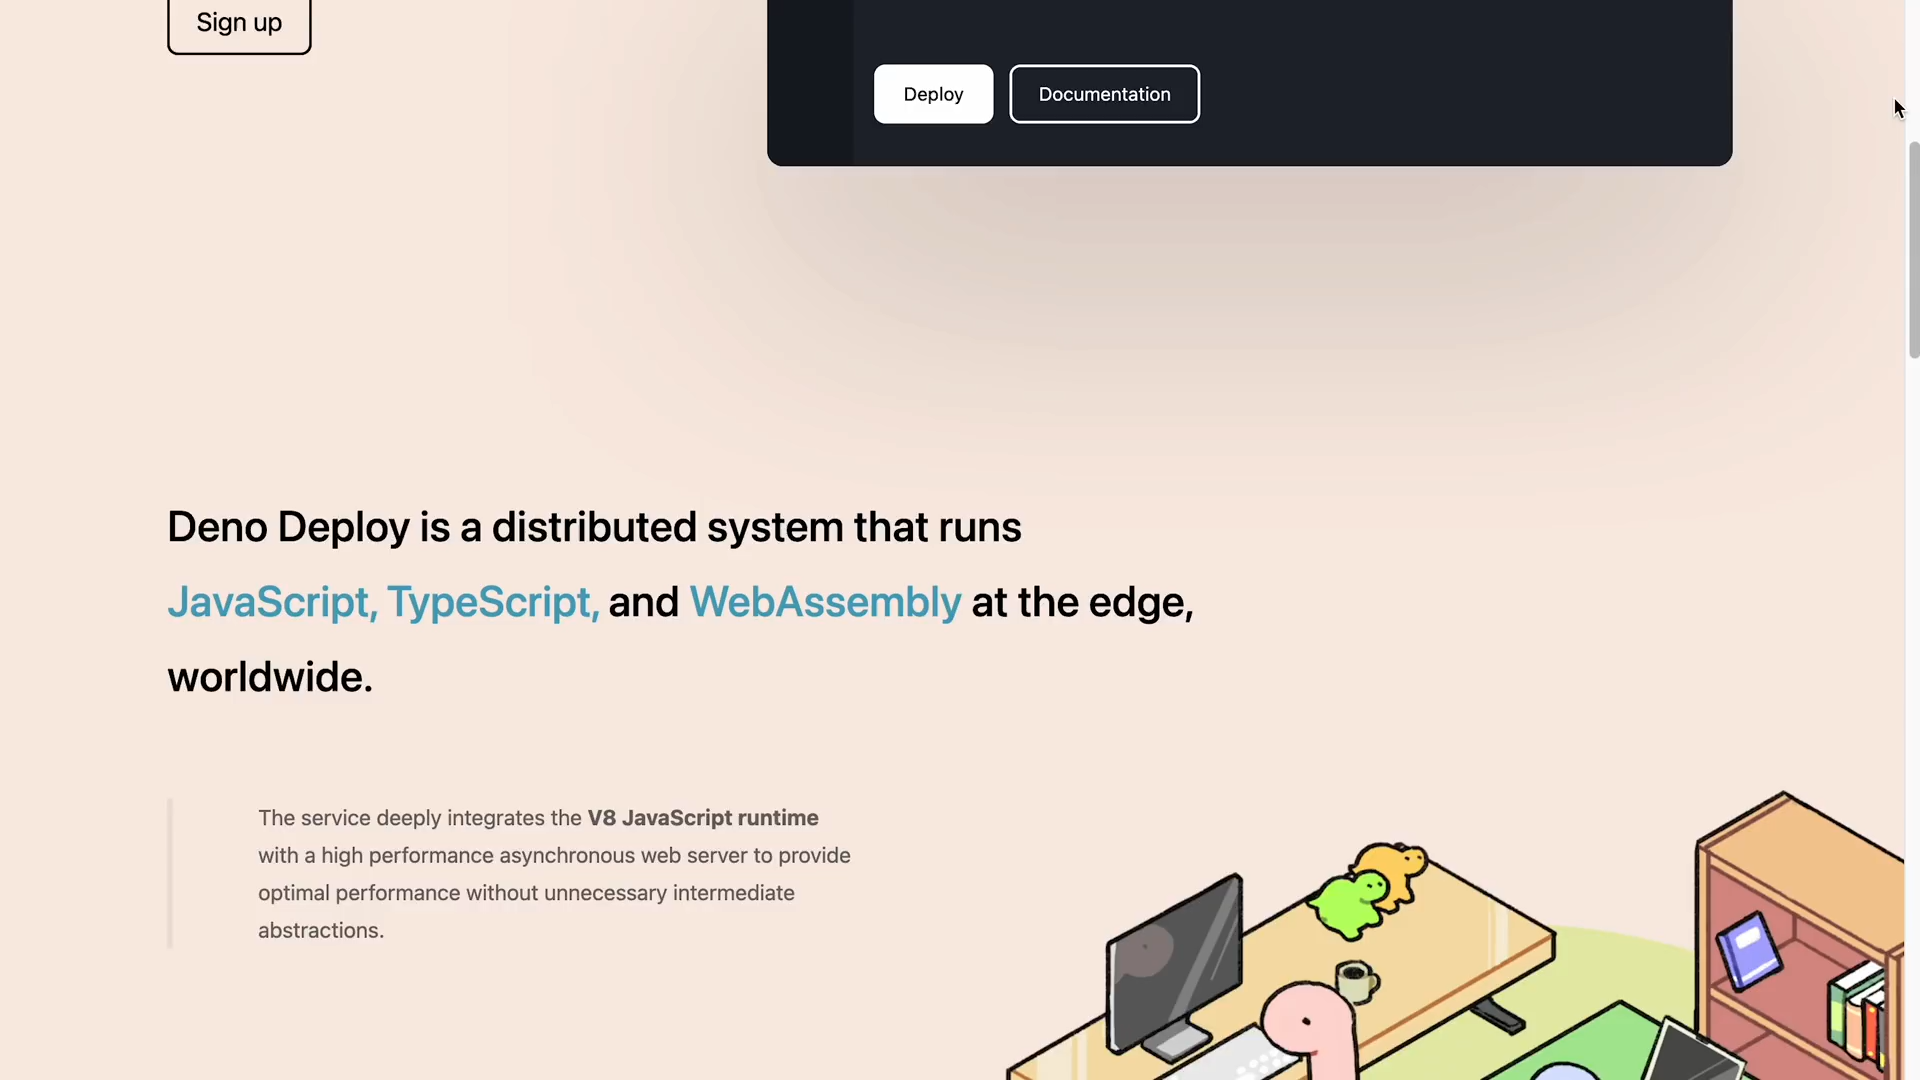 Sign up
Deploy
Documentation
Deno Deploy is a distributed system that runs
JavaScript, TypeScript, and WebAssembly at the edge,
worldwide.
The service deeply integrates the V8 JavaScript runtime
with a high performance asynchronous web server to provide
optimal performance without unnecessary intermediate
abstractions.